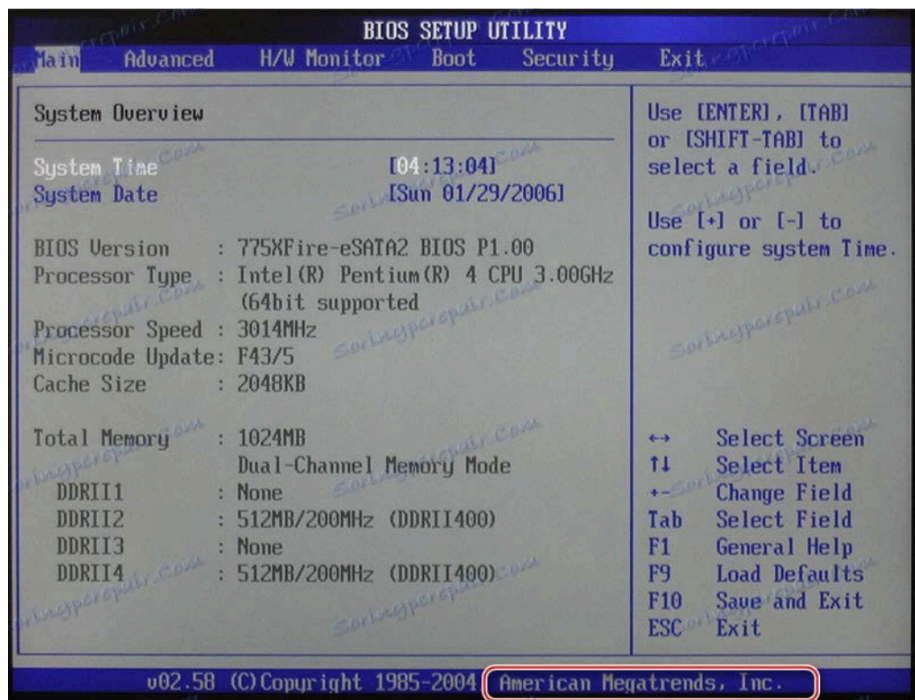 BIOS SETUP UTILITY
Main Advanced H/W Monitor Boot Security Exit
System Overview
System Time [04:13:04]
System Date [Sun 01/29/2006]
BIOS Version : 775XFire-eSATA2 BIOS P1.00
Processor Type : Intel(R) Pentium(R) 4 CPU 3.00GHz
(64bit supported
Processor Speed : 3014MHz
Microcode Update: F43/5
Cache Size : 2048KB
Total Memory : 1024MB
Dual-Channel Memory Mode
DDRII1 : None
DDRII2 : 512MB/200MHz (DDRII400)
DDRII3 : None
DDRII4 : 512MB/200MHz (DDRII400)
Use [ENTER], [TAB]
or [SHIFT-TAB] to
select a field.
Use [+] or [-] to
configure system Time.
↔ Select Screen
↑↓ Select Item
+- Change Field
Tab Select Field
F1 General Help
F9 Load Defaults
F10 Save and Exit
ESC Exit
v02.58 (C)Copyright 1985-2004 American Megatrends, Inc.